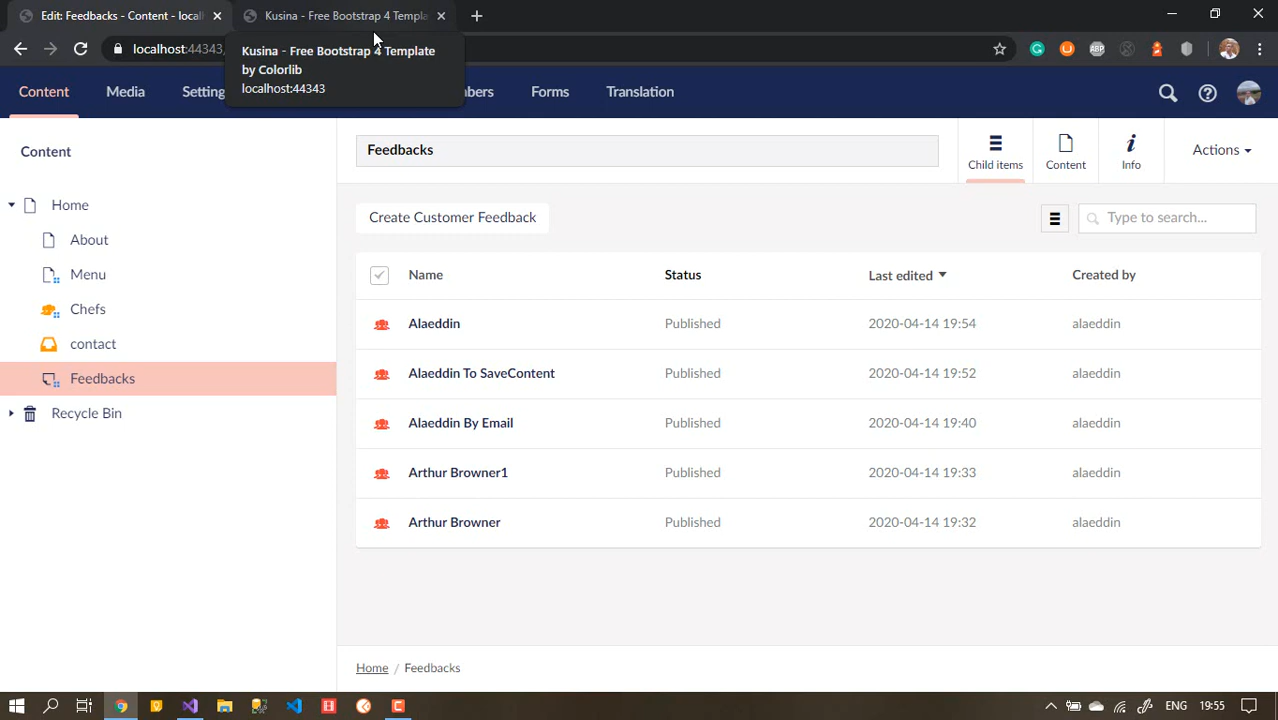 Edit: Feedbacks - Content - local
Kusina - Free Bootstrap 4 Templa
localhost:44343
Kusina - Free Bootstrap 4 Template
by Colorlib
localhost:44343
ABP
Content
Media
Setting
mbers
Forms
Translation
Content
Feedbacks
Child items
Content
Info
Actions
Home
About
Menu
Chefs
contact
Feedbacks
Recycle Bin
Create Customer Feedback
Type to search...
Name Status Last edited Created by
Alaeddin Published 2020-04-14 19:54 alaeddin
Alaeddin To SaveContent Published 2020-04-14 19:52 alaeddin
Alaeddin By Email Published 2020-04-14 19:40 alaeddin
Arthur Browner1 Published 2020-04-14 19:33 alaeddin
Arthur Browner Published 2020-04-14 19:32 alaeddin
Home / Feedbacks
ENG 19:55